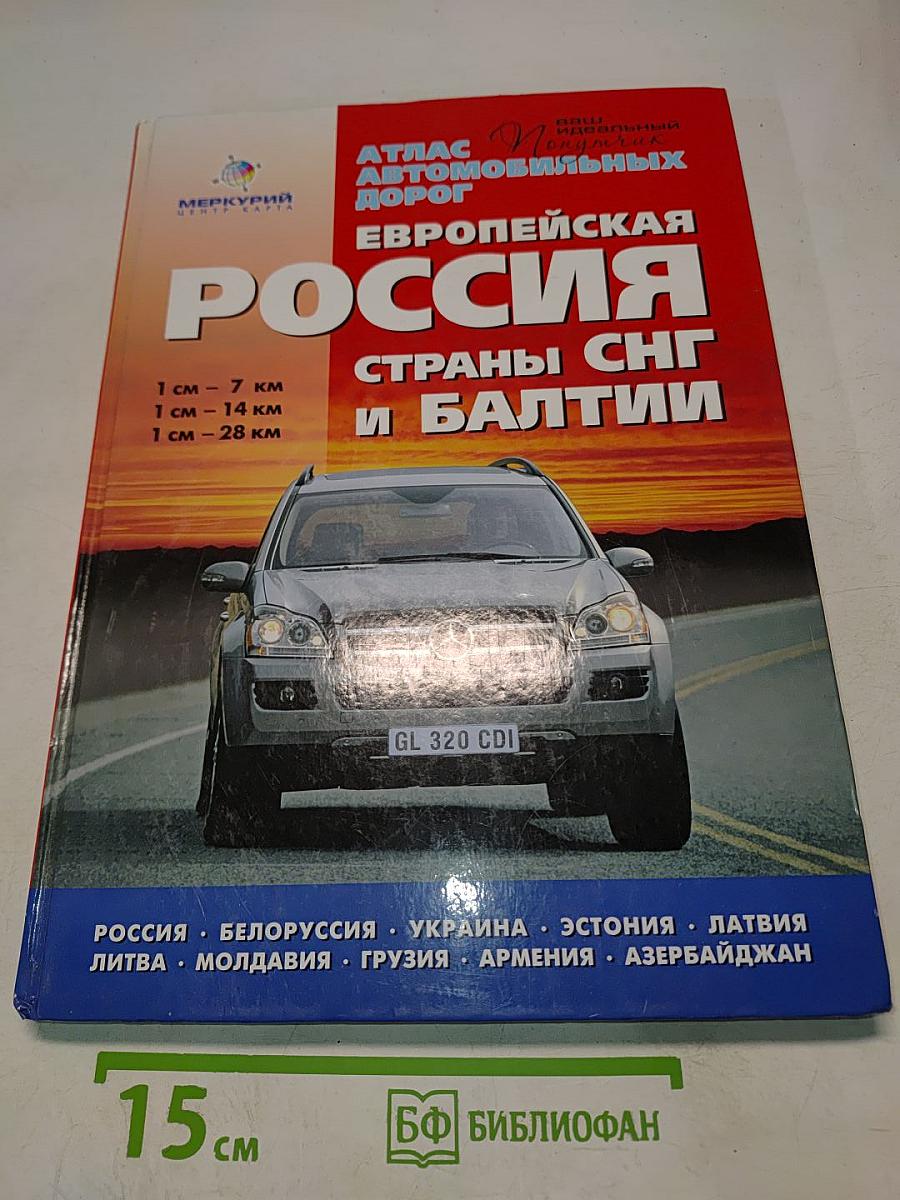 МЕРКУРИЙ
ЦЕНТР КАРТА
ваш
идеальный
Попутчик
АТЛАС
АВТОМОБИЛЬНЫХ
ДОРОГ
ЕВРОПЕЙСКАЯ
РОССИЯ
СТРАНЫ СНГ
И БАЛТИИ
1 см – 7 км
1 см – 14 км
1 см – 28 км
GL 320 CDI
РОССИЯ · БЕЛОРУССИЯ · УКРАИНА · ЭСТОНИЯ · ЛАТВИЯ
ЛИТВА · МОЛДАВИЯ · ГРУЗИЯ · АРМЕНИЯ · АЗЕРБАЙДЖАН
15 см
БФ БИБЛИОФАН